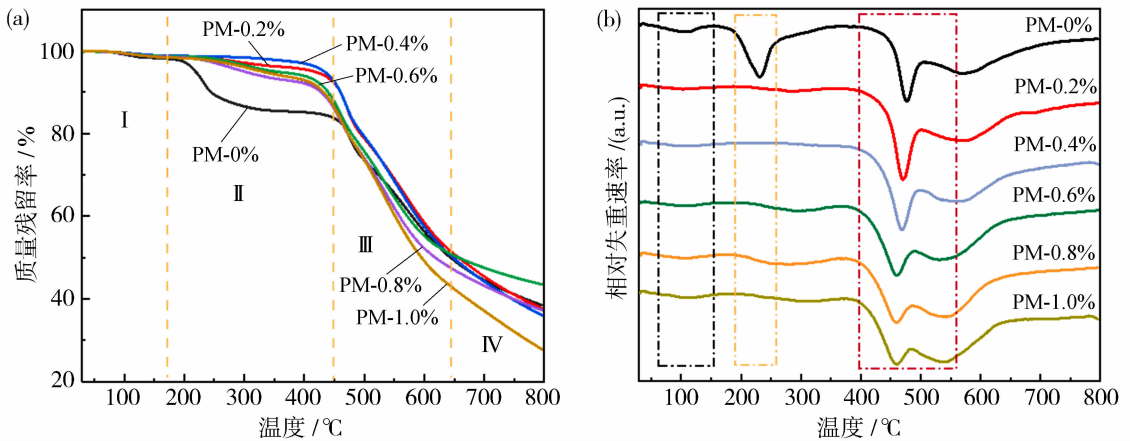 (a)
质量残留率 / %
100
80
60
40
20
100 200 300 400 500 600 700 800
温度 /℃
PM-0.2%
PM-0.4%
PM-0.6%
PM-0%
PM-0.8%
PM-1.0%
Ⅰ
Ⅱ
Ⅲ
Ⅳ
(b)
相对失重速率 /(a.u.)
PM-0%
PM-0.2%
PM-0.4%
PM-0.6%
PM-0.8%
PM-1.0%
100 200 300 400 500 600 700 800
温度 /℃